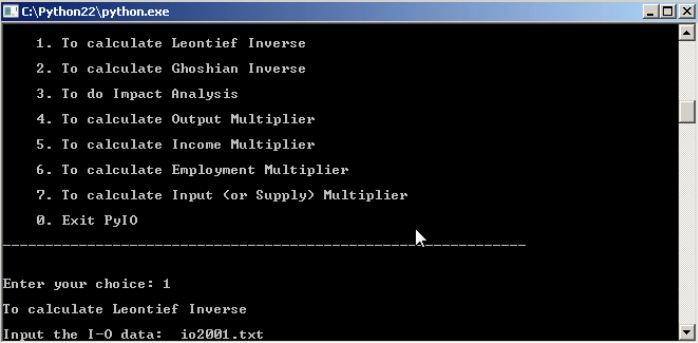 C:\Python22\python.exe
1. To calculate Leontief Inverse
2. To calculate Ghoshian Inverse
3. To do Impact Analysis
4. To calculate Output Multiplier
5. To calculate Income Multiplier
6. To calculate Employment Multiplier
7. To calculate Input (or Supply) Multiplier
0. Exit PyIO
Enter your choice: 1
To calculate Leontief Inverse
Input the I-O data:  io2001.txt